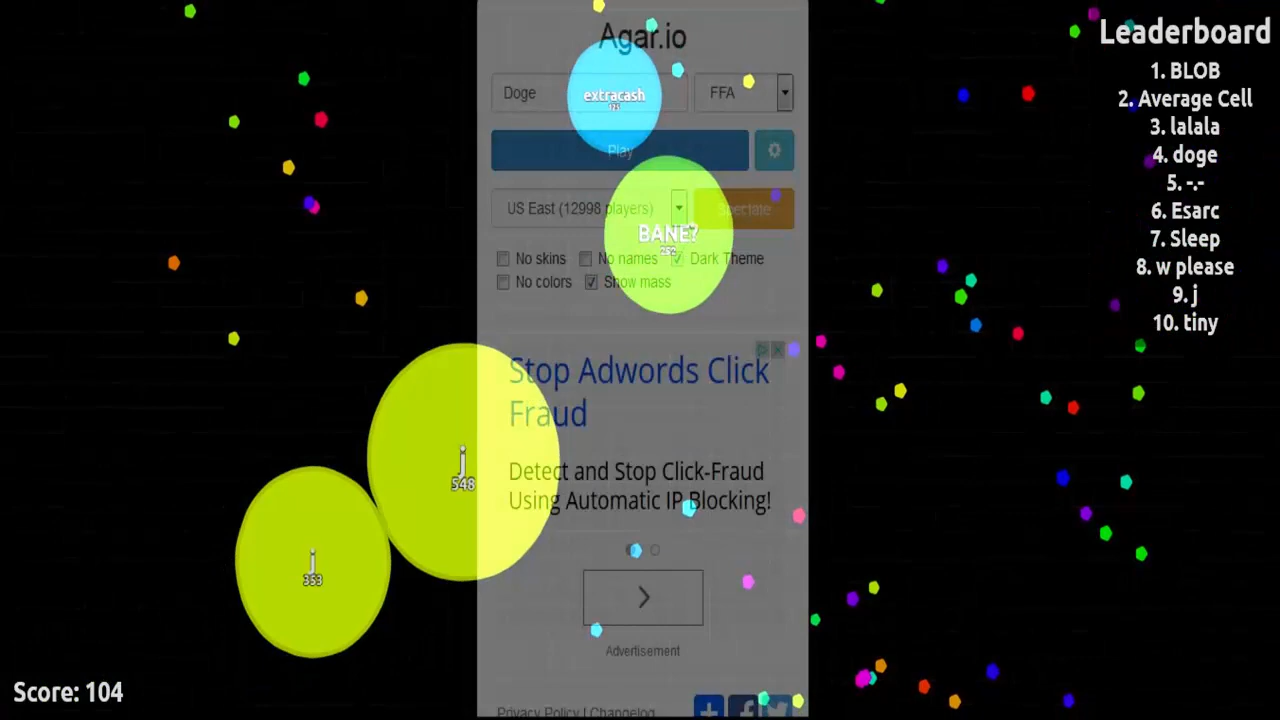 Agar.io
Doge
FFA
extracash
121
Play
US East (12998 players)
Spectate
BANE?
No skins
No names
Dark Theme
No colors
Show mass
Stop Adwords Click
Fraud
Detect and Stop Click-Fraud
Using Automatic IP Blocking!
Advertisement
Privacy Policy | Changelog
j
548
j
353
Score: 104
Leaderboard
1. BLOB
2. Average Cell
3. lalala
4. doge
5. -.-
6. Esarc
7. Sleep
8. w please
9. j
10. tiny